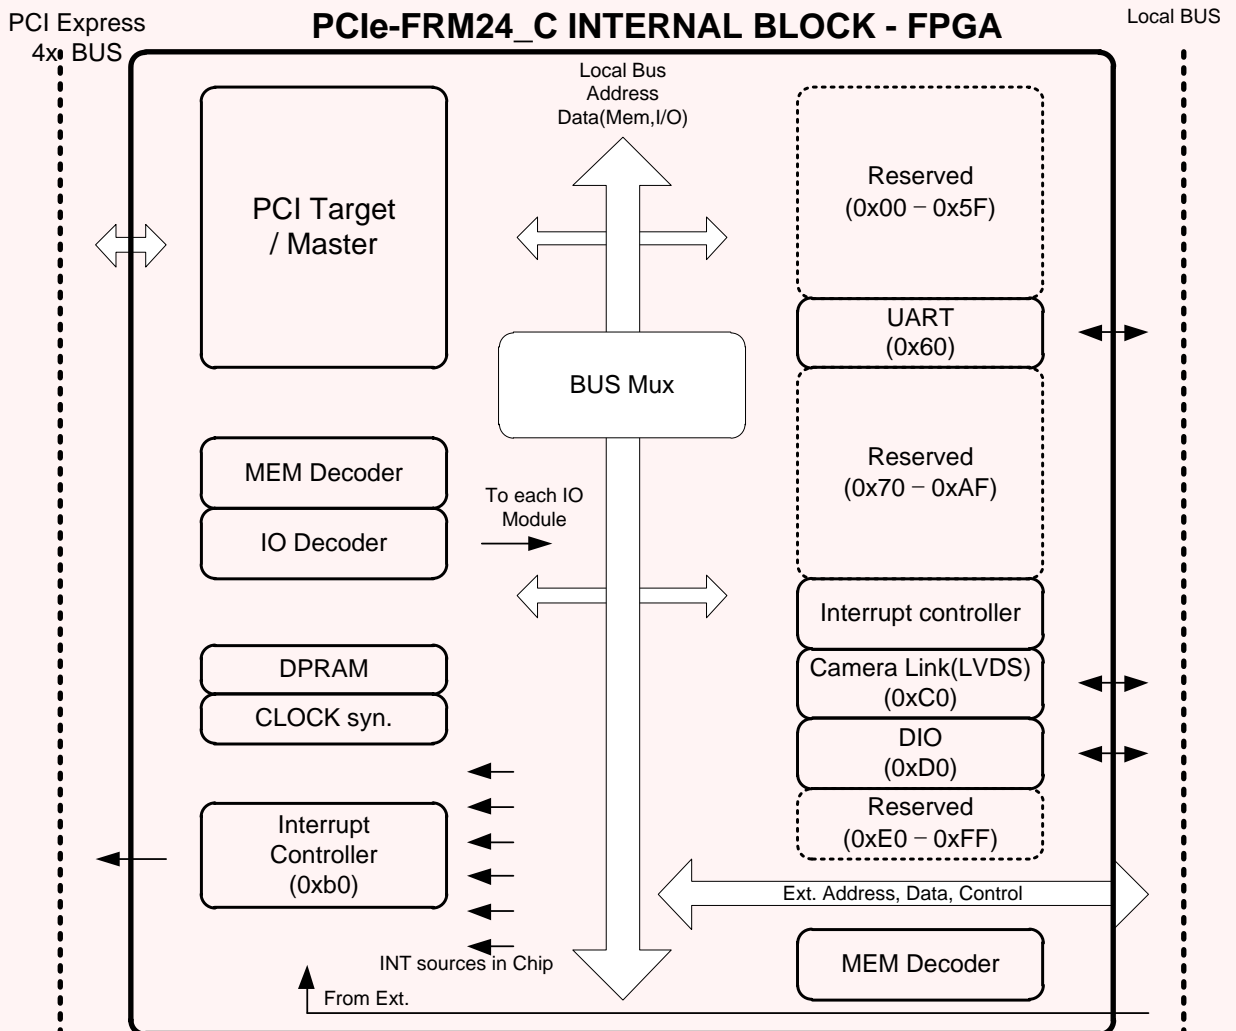 PCI Express
4x BUS
PCIe-FRM24_C INTERNAL BLOCK - FPGA
Local BUS
Local Bus
Address
Data(Mem,I/O)
PCI Target
/ Master
Reserved
(0x00 – 0x5F)
UART
(0x60)
BUS Mux
Reserved
(0x70 – 0xAF)
MEM Decoder
IO Decoder
To each IO
Module
Interrupt controller
DPRAM
CLOCK syn.
Camera Link(LVDS)
(0xC0)
DIO
(0xD0)
Reserved
(0xE0 – 0xFF)
Interrupt
Controller
(0xb0)
Ext. Address, Data, Control
INT sources in Chip
MEM Decoder
From Ext.